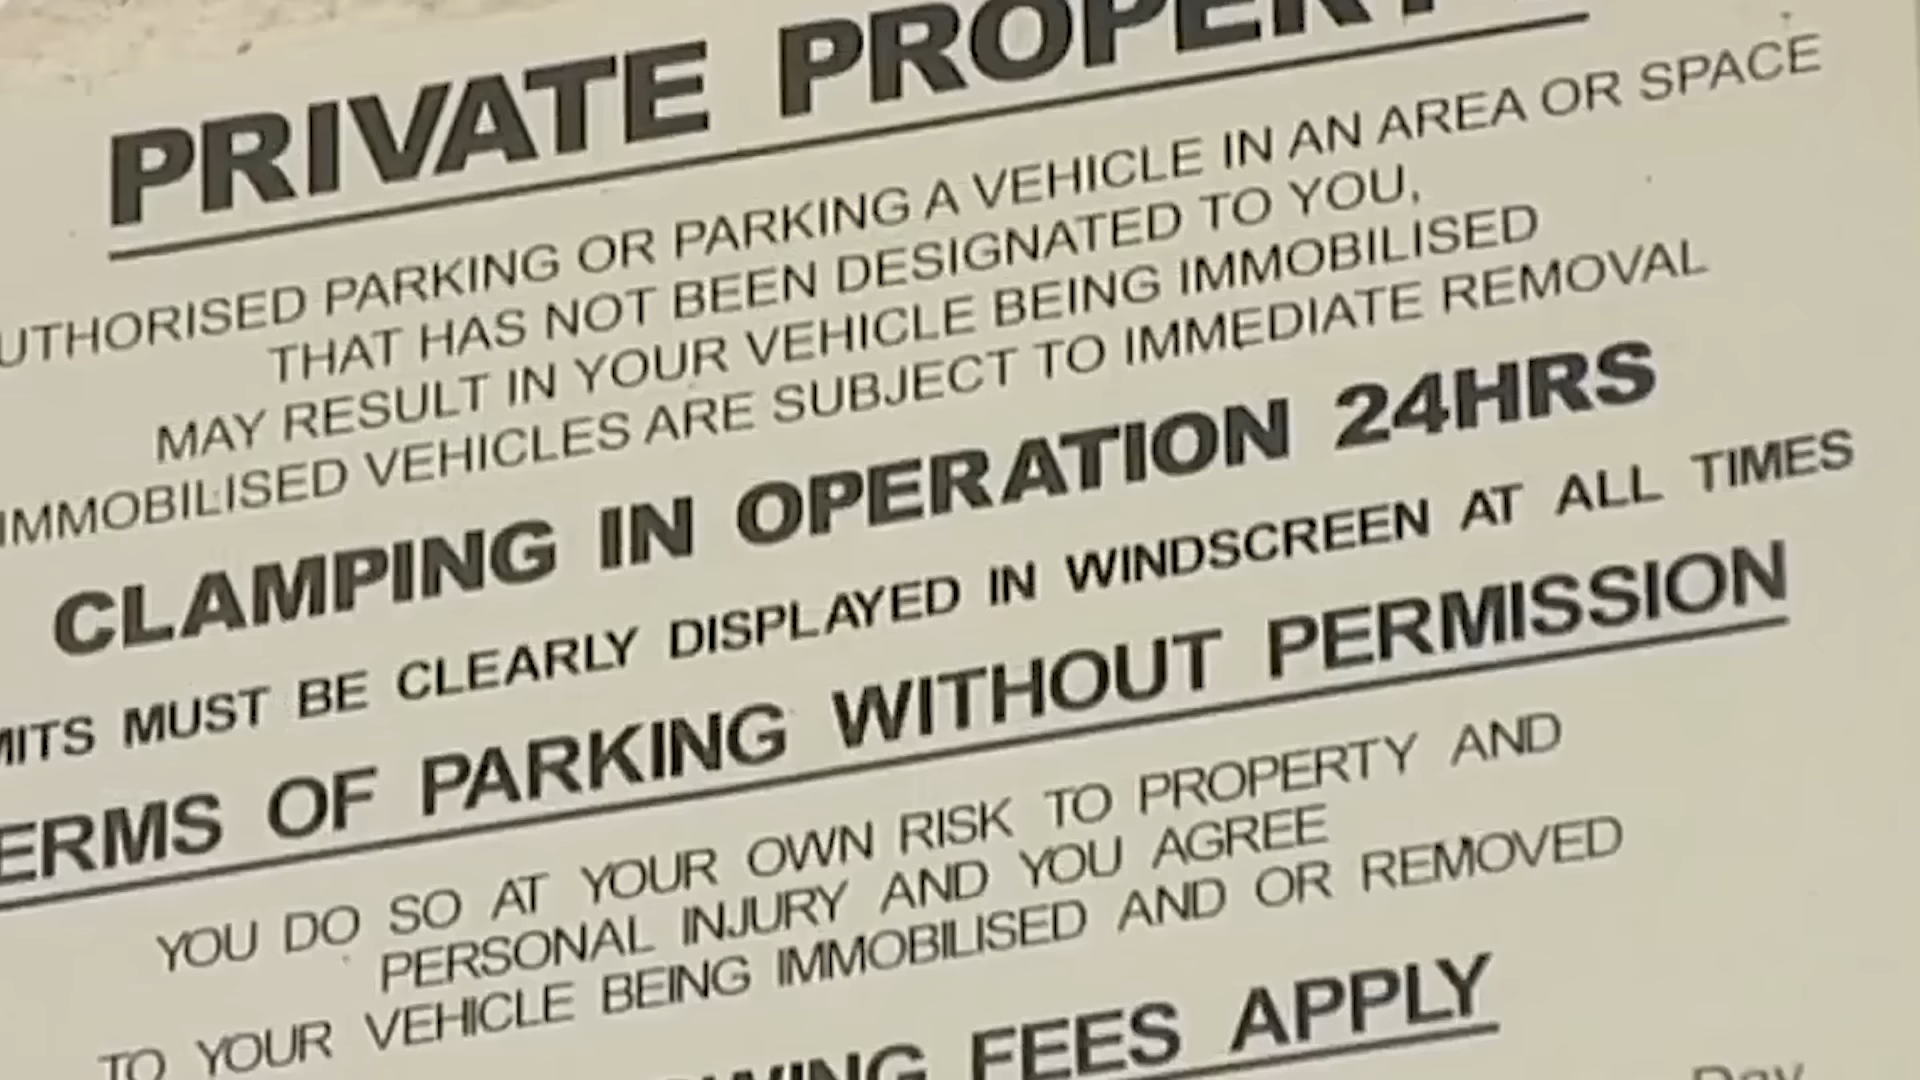 PRIVATE PROPERTY
UTHORISED PARKING OR PARKING A VEHICLE IN AN AREA OR SPACE
THAT HAS NOT BEEN DESIGNATED TO YOU,
MAY RESULT IN YOUR VEHICLE BEING IMMOBILISED
IMMOBILISED VEHICLES ARE SUBJECT TO IMMEDIATE REMOVAL
CLAMPING IN OPERATION 24HRS
MITS MUST BE CLEARLY DISPLAYED IN WINDSCREEN AT ALL TIMES
ERMS OF PARKING WITHOUT PERMISSION
YOU DO SO AT YOUR OWN RISK TO PROPERTY AND
PERSONAL INJURY AND YOU AGREE
TO YOUR VEHICLE BEING IMMOBILISED AND OR REMOVED
WING FEES APPLY
Day